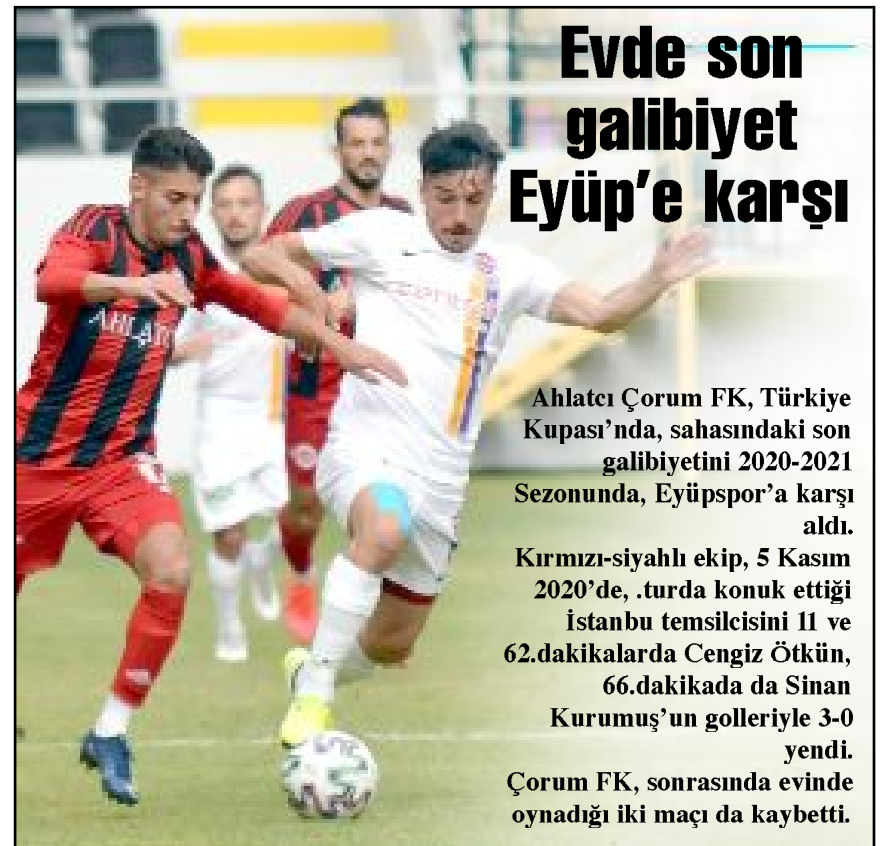 Evde son
galibiyet
Eyüp'e karşı
AHLATC
Ahlatcı Çorum FK, Türkiye
Kupası'nda, sahasındaki son
galibiyetini 2020-2021
Sezonunda, Eyüpspor'a karşı
aldı.
Kırmızı-siyahlı ekip, 5 Kasım
2020'de, .turda konuk ettiği
İstanbu temsilcisini 11 ve
62.dakikalarda Cengiz Ötkün,
66.dakikada da Sinan
Kurumuş'un golleriyle 3-0
yendi.
Çorum FK, sonrasında evinde
oynadığı iki maçı da kaybetti.